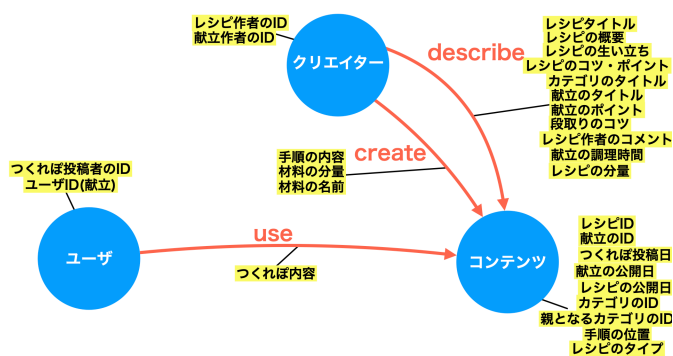 レシピ作者のID
献立作者のID
クリエイター
describe
レシピタイトル
レシピの概要
レシピの生い立ち
レシピのコツ・ポイント
カテゴリのタイトル
献立のタイトル
献立のポイント
段取りのコツ
レシピ作者のコメント
献立の調理時間
レシピの分量
create
手順の内容
材料の分量
材料の名前
つくれぽ投稿者のID
ユーザID(献立)
ユーザ
use
つくれぽ内容
コンテンツ
レシピID
献立のID
つくれぽ投稿日
献立の公開日
レシピの公開日
カテゴリのID
親となるカテゴリのID
手順の位置
レシピのタイプ